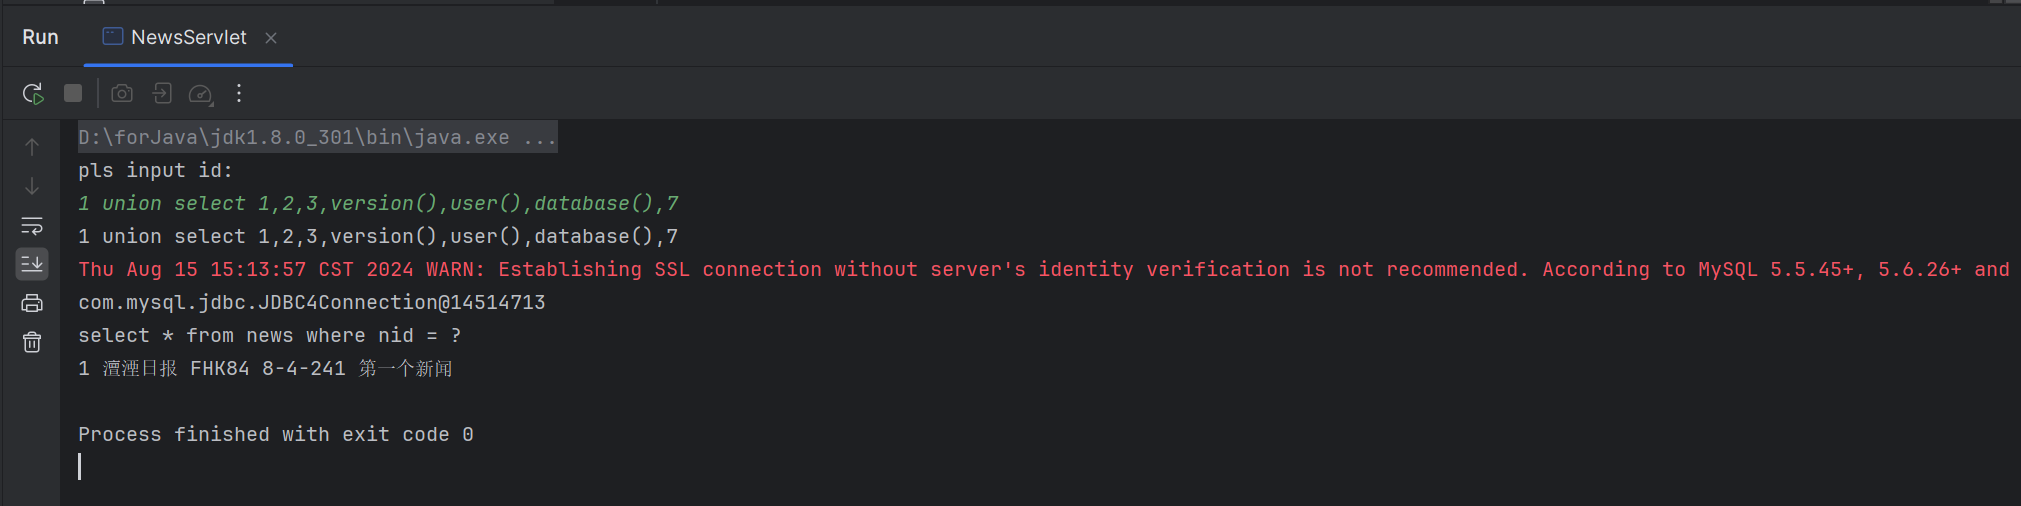 Run
NewsServlet
D:\forJava\jdk1.8.0_301\bin\java.exe ...
pls input id:
1 union select 1,2,3,version(),user(),database(),7
1 union select 1,2,3,version(),user(),database(),7
Thu Aug 15 15:13:57 CST 2024 WARN: Establishing SSL connection without server's identity verification is not recommended. According to MySQL 5.5.45+, 5.6.26+ and
com.mysql.jdbc.JDBC4Connection@14514713
select * from news where nid = ?
1 澶湮日报 FHK84 8-4-241 第一个新闻
Process finished with exit code 0